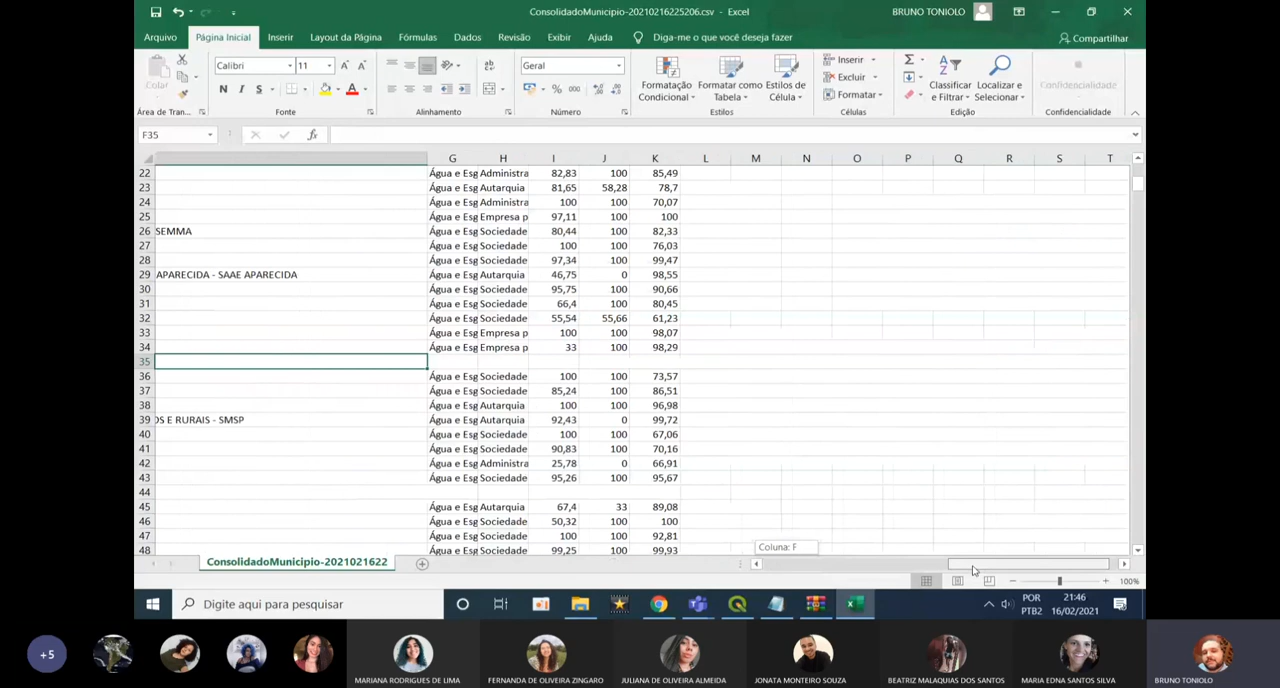 ConsolidadoMunicipio-20210216225206.csv - Excel
BRUNO TONIOLO
Arquivo Página Inicial Inserir Layout da Página Fórmulas Dados Revisão Exibir Ajuda Diga-me o que você deseja fazer Compartilhar
Colar
Calibri 11
N I S
Geral
% 000
Formatação Condicional
Formatar como Tabela
Estilos de Célula
Inserir
Excluir
Formatar
Classificar e Filtrar
Localizar e Selecionar
Confidencialidade
Área de Tran... Fonte Alinhamento Número Estilos Células Edição Confidencialidade
F35 fx
G H I J K L M N O P Q R S T
22 Água e Esg Administra 82,83 100 85,49
23 Água e Esg Autarquia 81,65 58,28 78,7
24 Água e Esg Administra 100 100 70,07
25 Água e Esg Empresa p 97,11 100 100
26 SEMMA Água e Esg Sociedade 80,44 100 82,33
27 Água e Esg Sociedade 100 100 76,03
28 Água e Esg Sociedade 97,34 100 99,47
29 APARECIDA - SAAE APARECIDA Água e Esg Autarquia 46,75 0 98,55
30 Água e Esg Sociedade 95,75 100 90,66
31 Água e Esg Sociedade 66,4 100 80,45
32 Água e Esg Sociedade 55,54 55,66 61,23
33 Água e Esg Empresa p 100 100 98,07
34 Água e Esg Empresa p 33 100 98,29
35
36 Água e Esg Sociedade 100 100 73,57
37 Água e Esg Sociedade 85,24 100 86,51
38 Água e Esg Autarquia 100 100 96,98
39 OS E RURAIS - SMSP Água e Esg Autarquia 92,43 0 99,72
40 Água e Esg Sociedade 100 100 67,06
41 Água e Esg Sociedade 90,83 100 70,16
42 Água e Esg Administra 25,78 0 66,91
43 Água e Esg Sociedade 95,26 100 95,67
44
45 Água e Esg Autarquia 67,4 33 89,08
46 Água e Esg Sociedade 50,32 100 100
47 Água e Esg Sociedade 100 100 92,81
48 Água e Esg Sociedade 99,25 100 99,93
Coluna: F
ConsolidadoMunicipio-2021021622
100%
Digite aqui para pesquisar
POR
PTB2
21:46
16/02/2021
+5
MARIANA RODRIGUES DE LIMA
FERNANDA DE OLIVEIRA ZINGARO
JULIANA DE OLIVEIRA ALMEIDA
JONATA MONTEIRO SOUZA
BEATRIZ MALAQUIAS DOS SANTOS
MARIA EDNA SANTOS SILVA
BRUNO TONIOLO